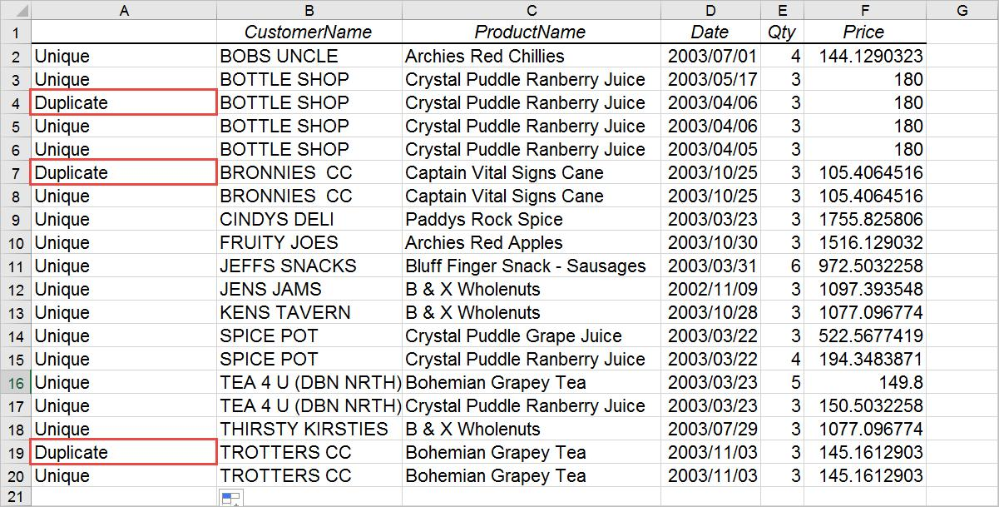 A B C D E F G
1 CustomerName ProductName Date Qty Price
2 Unique BOBS UNCLE Archies Red Chillies 2003/07/01 4 144.1290323
3 Unique BOTTLE SHOP Crystal Puddle Ranberry Juice 2003/05/17 3 180
4 Duplicate BOTTLE SHOP Crystal Puddle Ranberry Juice 2003/04/06 3 180
5 Unique BOTTLE SHOP Crystal Puddle Ranberry Juice 2003/04/06 3 180
6 Unique BOTTLE SHOP Crystal Puddle Ranberry Juice 2003/04/05 3 180
7 Duplicate BRONNIES  CC Captain Vital Signs Cane 2003/10/25 3 105.4064516
8 Unique BRONNIES  CC Captain Vital Signs Cane 2003/10/25 3 105.4064516
9 Unique CINDYS DELI Paddys Rock Spice 2003/03/23 3 1755.825806
10 Unique FRUITY JOES Archies Red Apples 2003/10/30 3 1516.129032
11 Unique JEFFS SNACKS Bluff Finger Snack - Sausages 2003/03/31 6 972.5032258
12 Unique JENS JAMS B & X Wholenuts 2002/11/09 3 1097.393548
13 Unique KENS TAVERN B & X Wholenuts 2003/10/28 3 1077.096774
14 Unique SPICE POT Crystal Puddle Grape Juice 2003/03/22 3 522.5677419
15 Unique SPICE POT Crystal Puddle Ranberry Juice 2003/03/22 4 194.3483871
16 Unique TEA 4 U (DBN NRTH) Bohemian Grapey Tea 2003/03/23 5 149.8
17 Unique TEA 4 U (DBN NRTH) Crystal Puddle Ranberry Juice 2003/03/23 3 150.5032258
18 Unique THIRSTY KIRSTIES B & X Wholenuts 2003/07/29 3 1077.096774
19 Duplicate TROTTERS CC Bohemian Grapey Tea 2003/11/03 3 145.1612903
20 Unique TROTTERS CC Bohemian Grapey Tea 2003/11/03 3 145.1612903
21